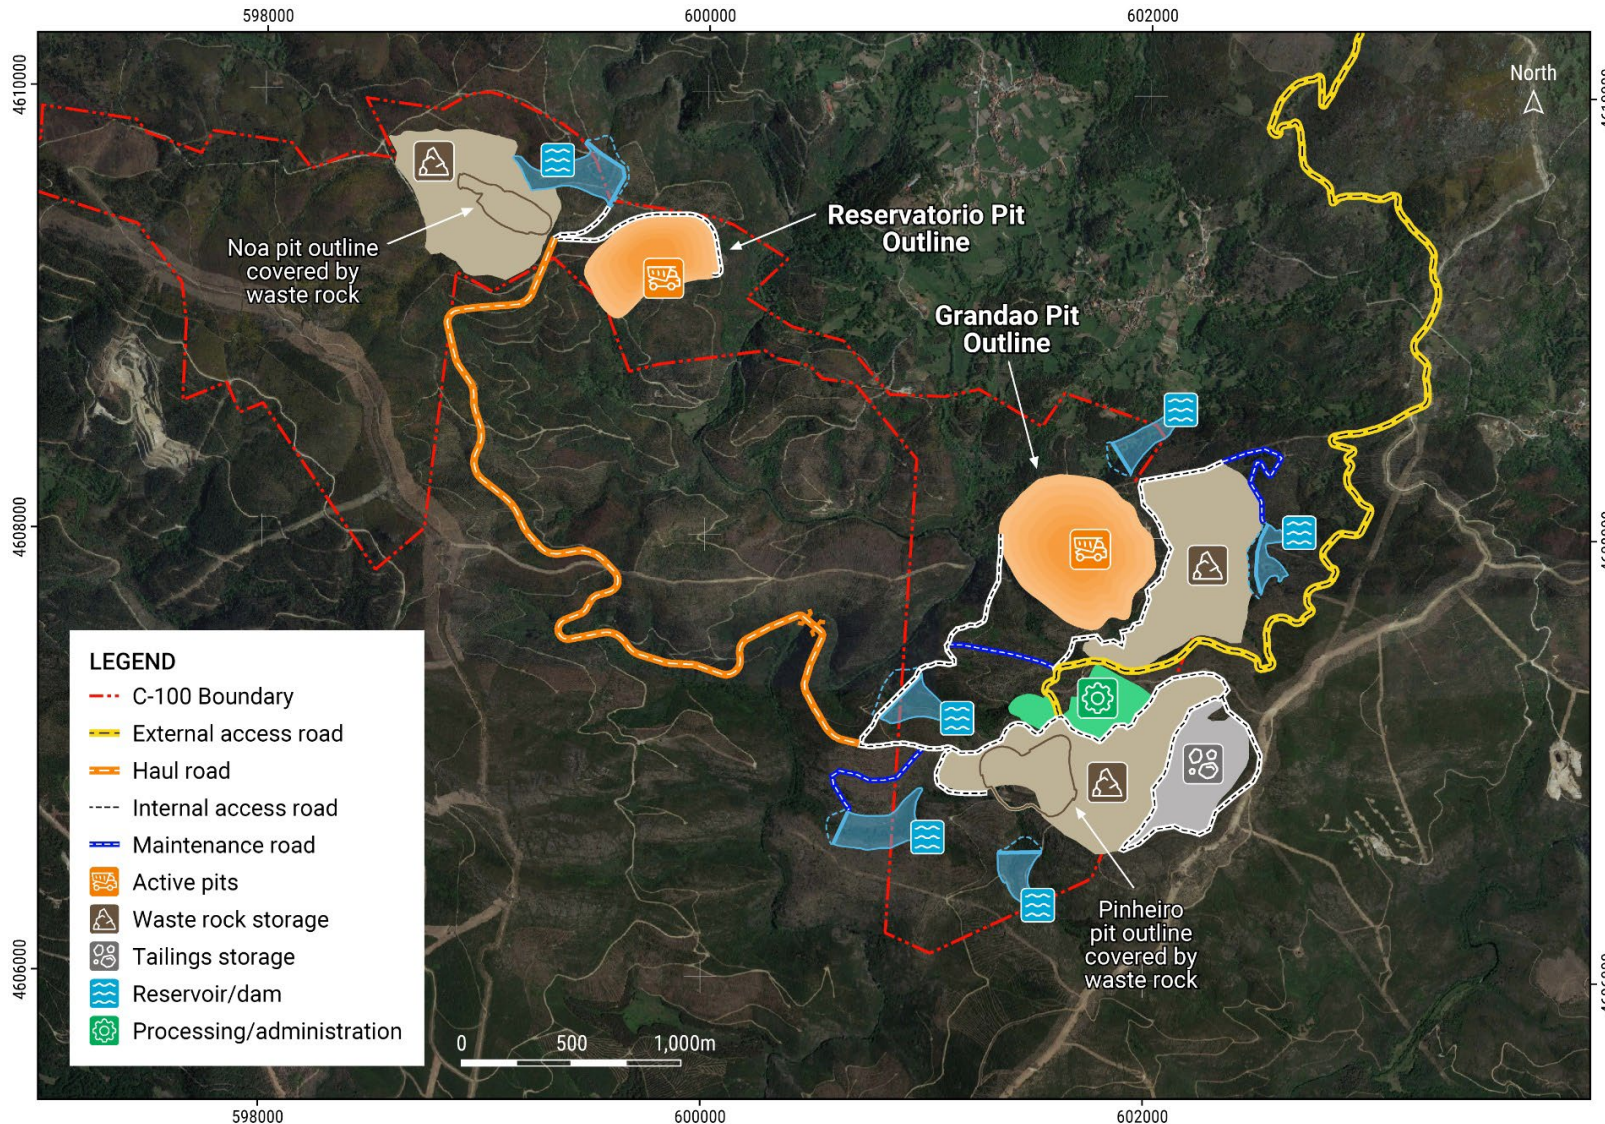 598000
600000
602000
4610000
North
Reservatorio Pit
Outline
Noa pit outline
covered by
waste rock
Grandao Pit
Outline
4608000
LEGEND
C-100 Boundary
External access road
Haul road
Internal access road
Maintenance road
Active pits
Waste rock storage
Tailings storage
Reservoir/dam
Processing/administration
Pinheiro
pit outline
covered by
waste rock
4606000
0 500 1,000m
598000
600000
602000